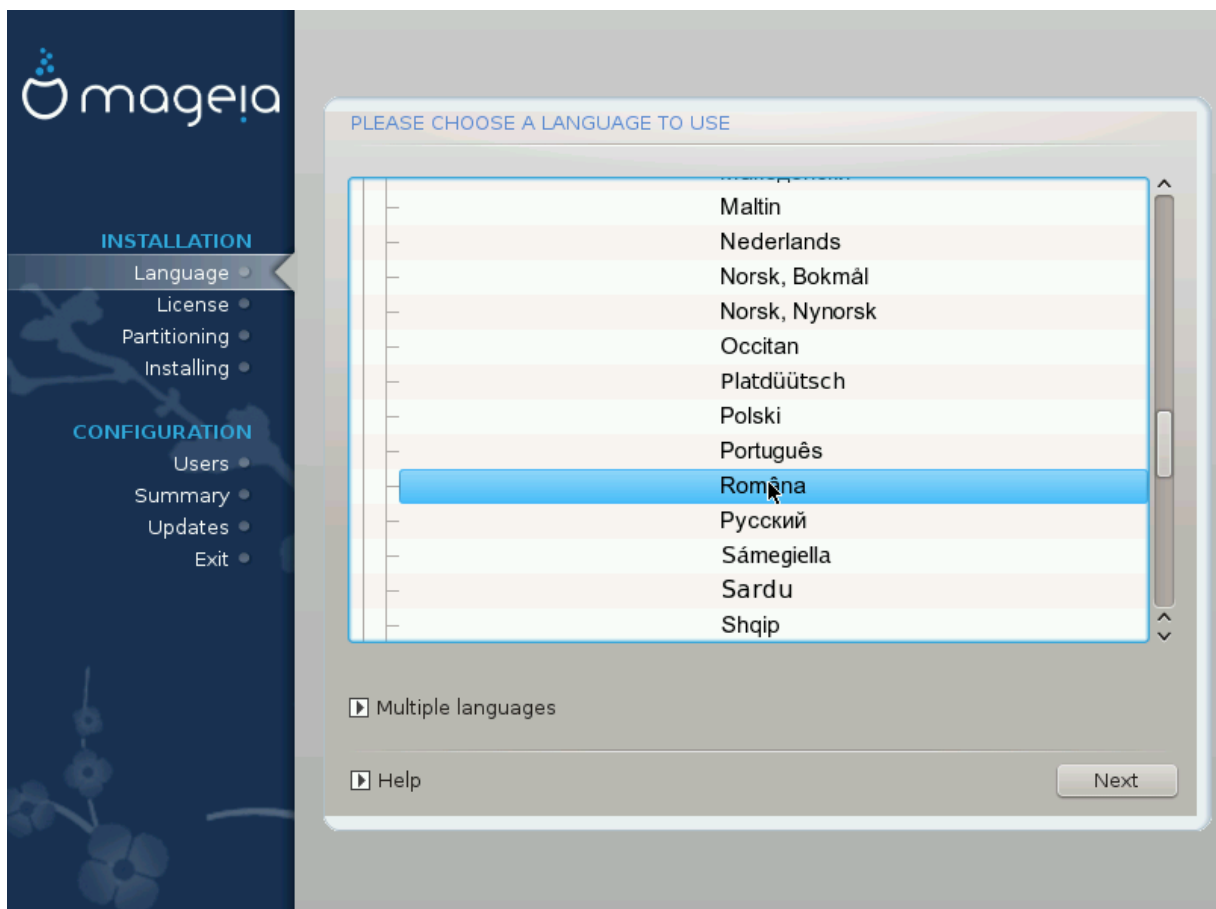 mageia
INSTALLATION
Language
License
Partitioning
Installing
CONFIGURATION
Users
Summary
Updates
Exit
PLEASE CHOOSE A LANGUAGE TO USE
Maltin
Nederlands
Norsk, Bokmål
Norsk, Nynorsk
Occitan
Platdüütsch
Polski
Português
Româna
Русский
Sámegiella
Sardu
Shqip
Multiple languages
Help
Next